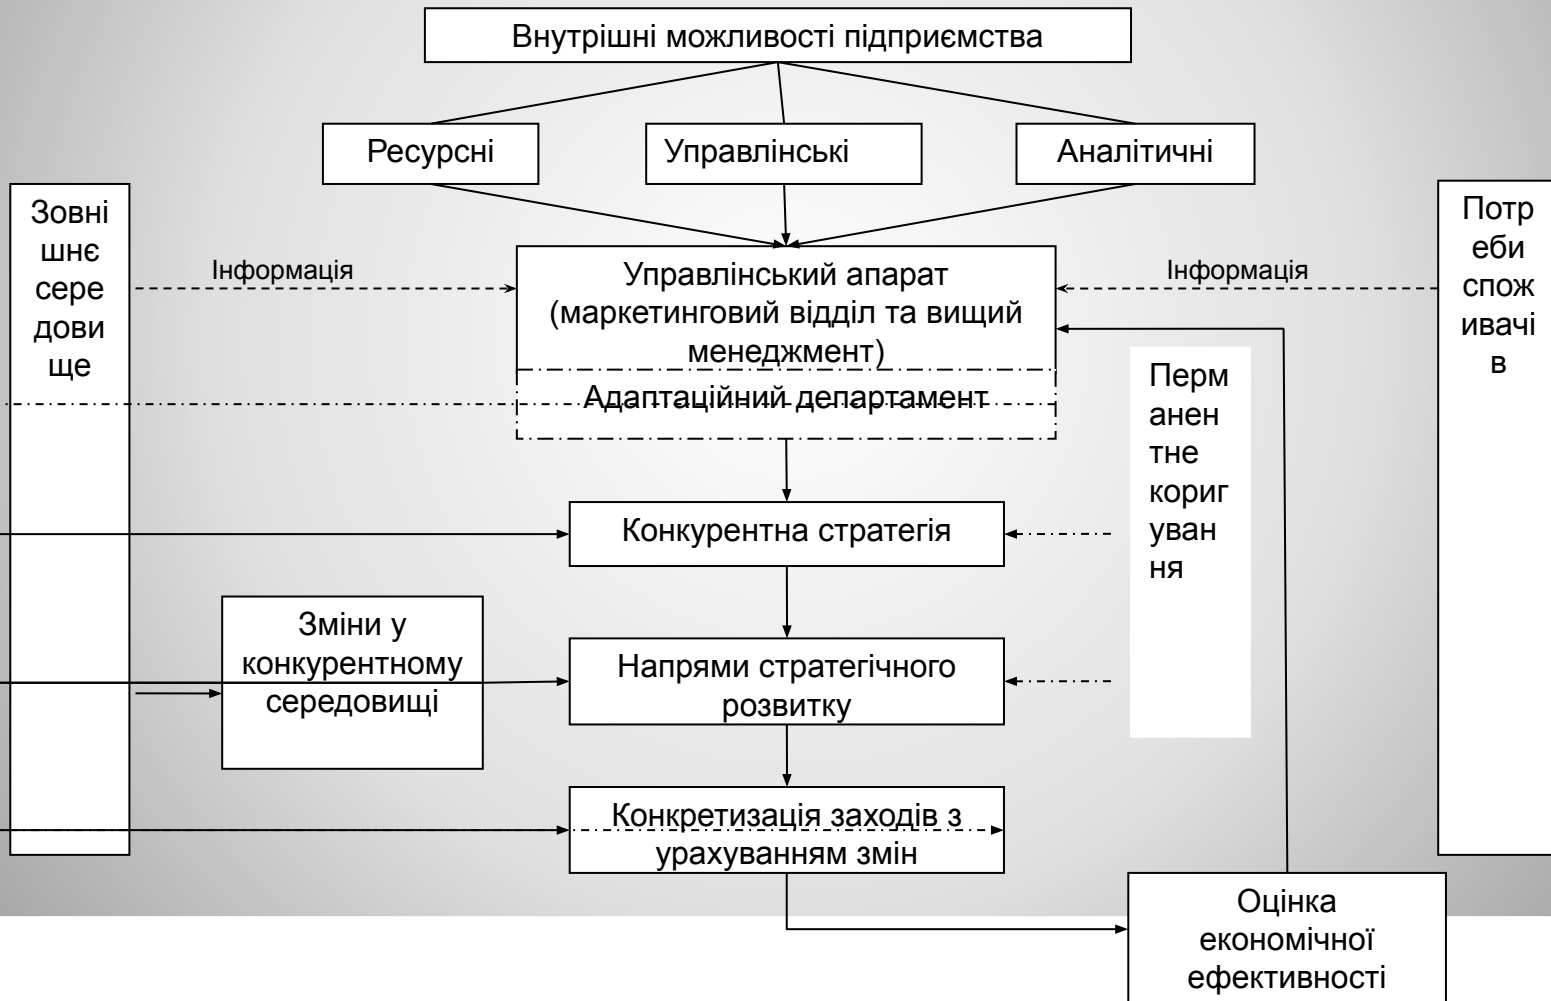 Внутрішні можливості підприємства
Ресурсні
Управлінські
Аналітичні
Зовні
шнє
сере
дови
ще
Інформація
Управлінський апарат
(маркетинговий відділ та вищий
менеджмент)
Адаптаційний департамент
Інформація
Потр
еби
спож
ивачі
в
Перм
анен
тне
кориг
уван
ня
Конкурентна стратегія
Зміни у
конкурентному
середовищі
Напрями стратегічного
розвитку
Конкретизація заходів з
урахуванням змін
Оцінка
економічної
ефективності